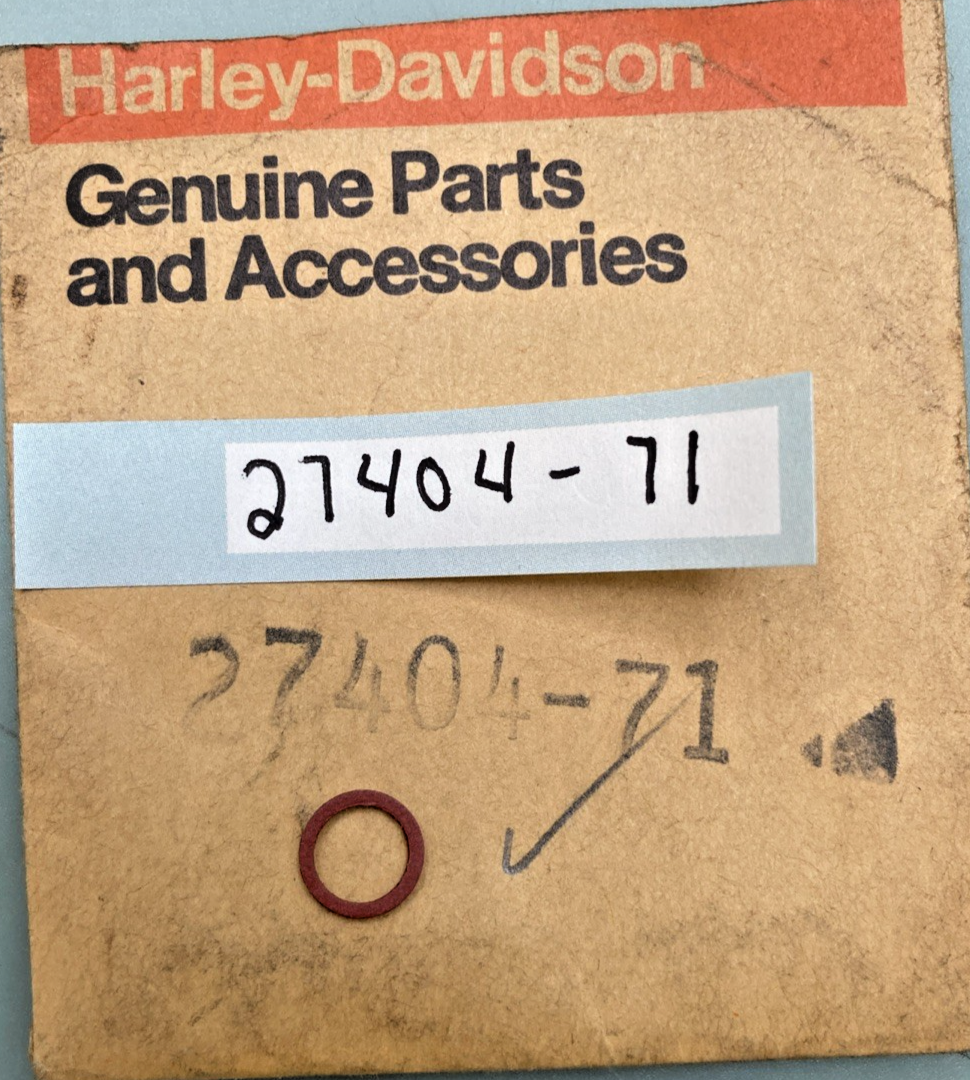 Harley-Davidson
Genuine Parts
and Accessories
27404-71
27404-71